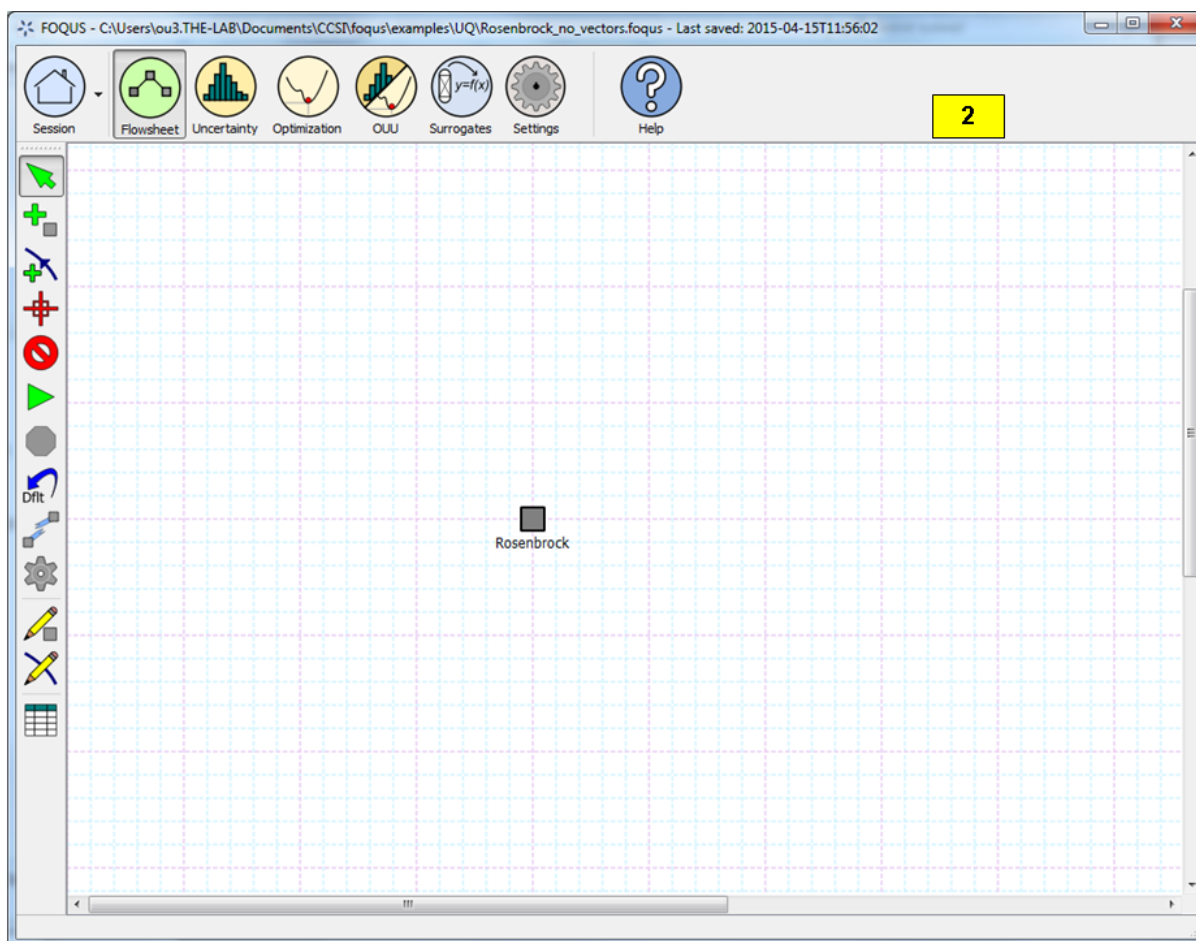 FOQUS - C:\Users\ou3.THE-LAB\Documents\CCSI\foqus\examples\UQ\Rosenbrock_no_vectors.foqus - Last saved: 2015-04-15T11:56:02
y=f(x)
Session Flowsheet Uncertainty Optimization OUU Surrogates Settings Help
2
Dflt
Rosenbrock